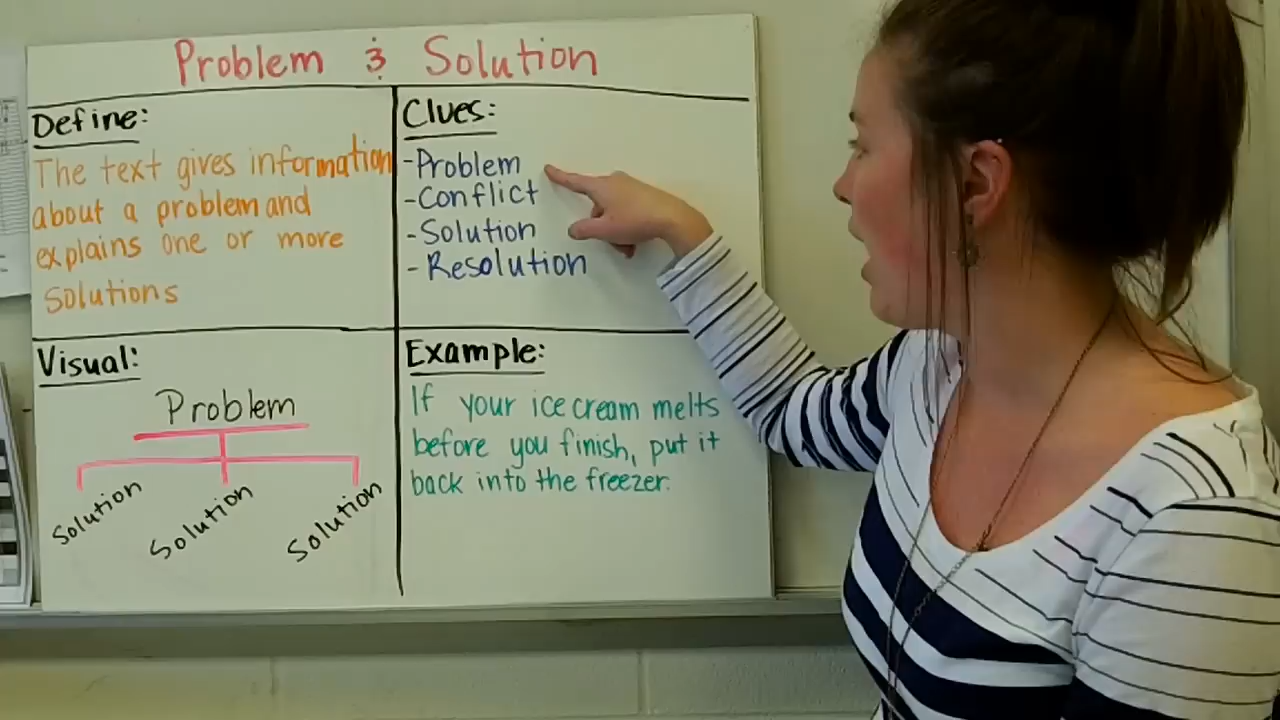 Problem & Solution
Define:
The text gives information
about a problem and
explains one or more
solutions
Clues:
-Problem
-Conflict
-Solution
-Resolution
Visual:
Problem
Solution
Solution
Solution
Example:
If your ice cream melts
before you finish, put it
back into the freezer.